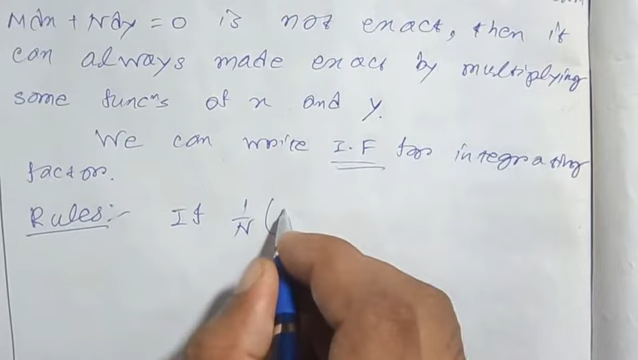 Mdx + Ndy = 0 is not exact, then it
can always made exact by multiplying
some funcns of x and y.
We can write I.F for integrating
factor.
Rules:- If 1/N (